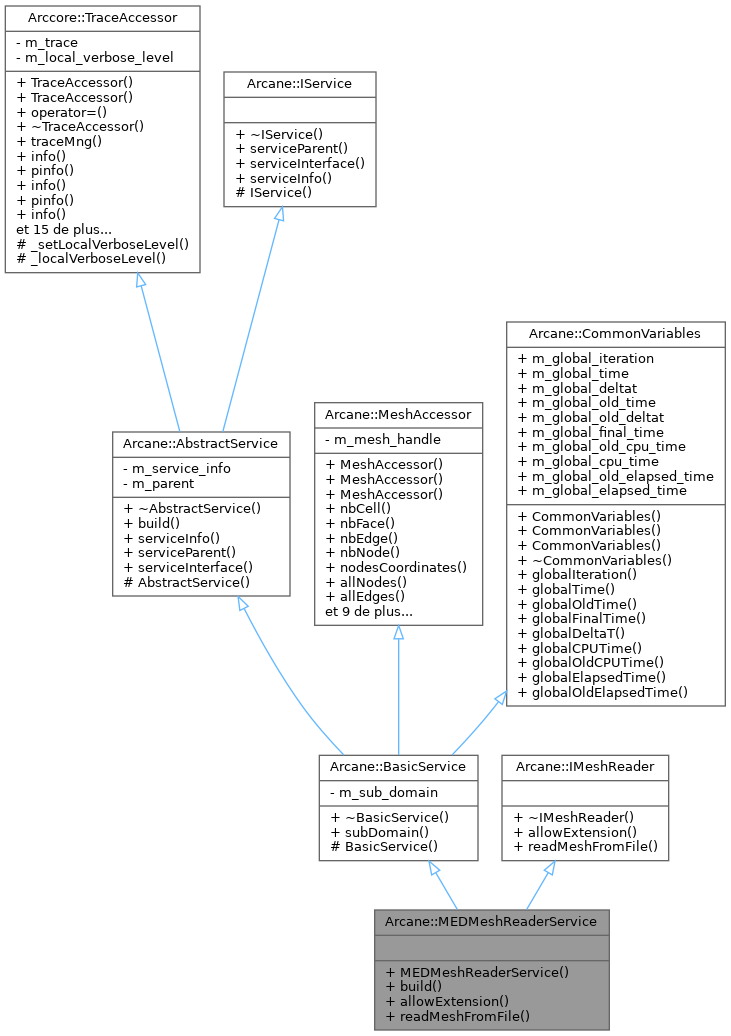 Arccore::TraceAccessor
- m_trace
- m_local_verbose_level
+ TraceAccessor()
+ TraceAccessor()
+ operator=()
+ ~TraceAccessor()
+ traceMng()
+ info()
+ pinfo()
+ info()
+ pinfo()
+ info()
et 15 de plus...
# _setLocalVerboseLevel()
# _localVerboseLevel()
Arcane::IService
+ ~IService()
+ serviceParent()
+ serviceInterface()
+ serviceInfo()
# IService()
Arcane::AbstractService
- m_service_info
- m_parent
+ ~AbstractService()
+ build()
+ serviceInfo()
+ serviceParent()
+ serviceInterface()
# AbstractService()
Arcane::MeshAccessor
- m_mesh_handle
+ MeshAccessor()
+ MeshAccessor()
+ MeshAccessor()
+ nbCell()
+ nbFace()
+ nbEdge()
+ nbNode()
+ nodesCoordinates()
+ allNodes()
+ allEdges()
et 9 de plus...
Arcane::CommonVariables
+ m_global_iteration
+ m_global_time
+ m_global_deltat
+ m_global_old_time
+ m_global_old_deltat
+ m_global_final_time
+ m_global_old_cpu_time
+ m_global_cpu_time
+ m_global_old_elapsed_time
+ m_global_elapsed_time
+ CommonVariables()
+ CommonVariables()
+ CommonVariables()
+ ~CommonVariables()
+ globalIteration()
+ globalTime()
+ globalOldTime()
+ globalFinalTime()
+ globalDeltaT()
+ globalCPUTime()
+ globalOldCPUTime()
+ globalElapsedTime()
+ globalOldElapsedTime()
Arcane::BasicService
- m_sub_domain
+ ~BasicService()
+ subDomain()
# BasicService()
Arcane::IMeshReader
+ ~IMeshReader()
+ allowExtension()
+ readMeshFromFile()
Arcane::MEDMeshReaderService
+ MEDMeshReaderService()
+ build()
+ allowExtension()
+ readMeshFromFile()